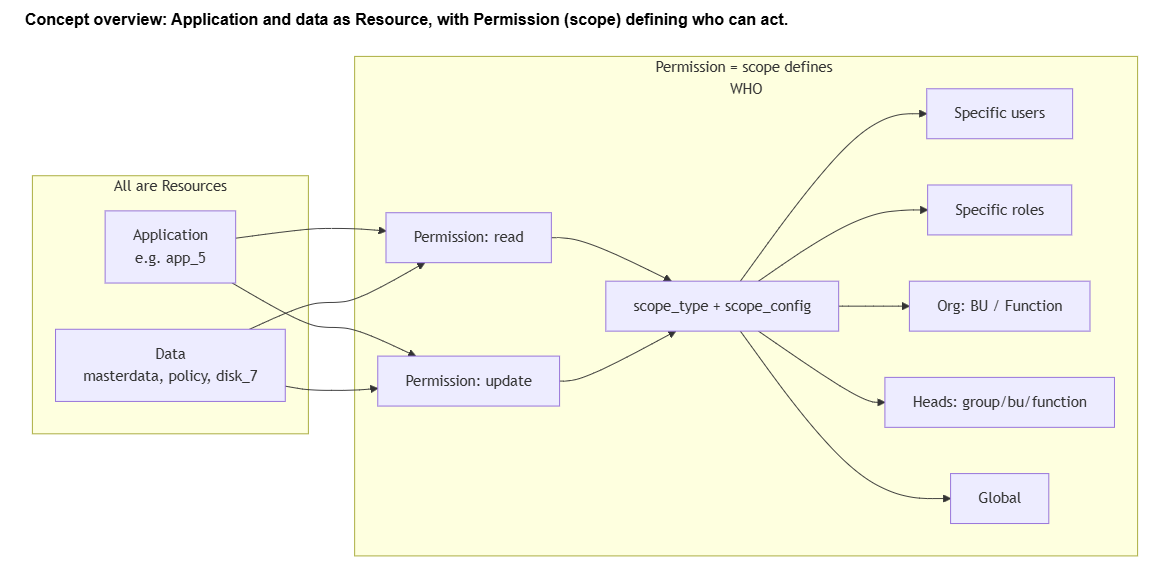 Concept overview: Application and data as Resource, with Permission (scope) defining who can act.
All are Resources
Application
e.g. app_5
Data
masterdata, policy, disk_7
Permission = scope defines
WHO
Permission: read
Permission: update
scope_type + scope_config
Specific users
Specific roles
Org: BU / Function
Heads: group/bu/function
Global